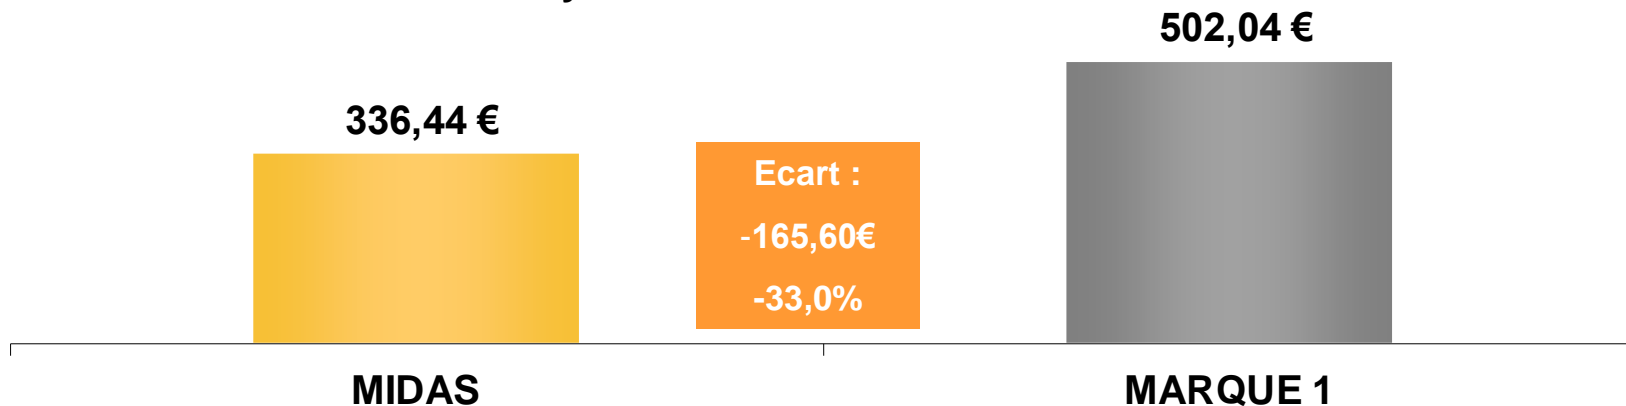 502,04 €
336,44 €
Ecart :
-165,60€
-33,0%
MIDAS
MARQUE 1